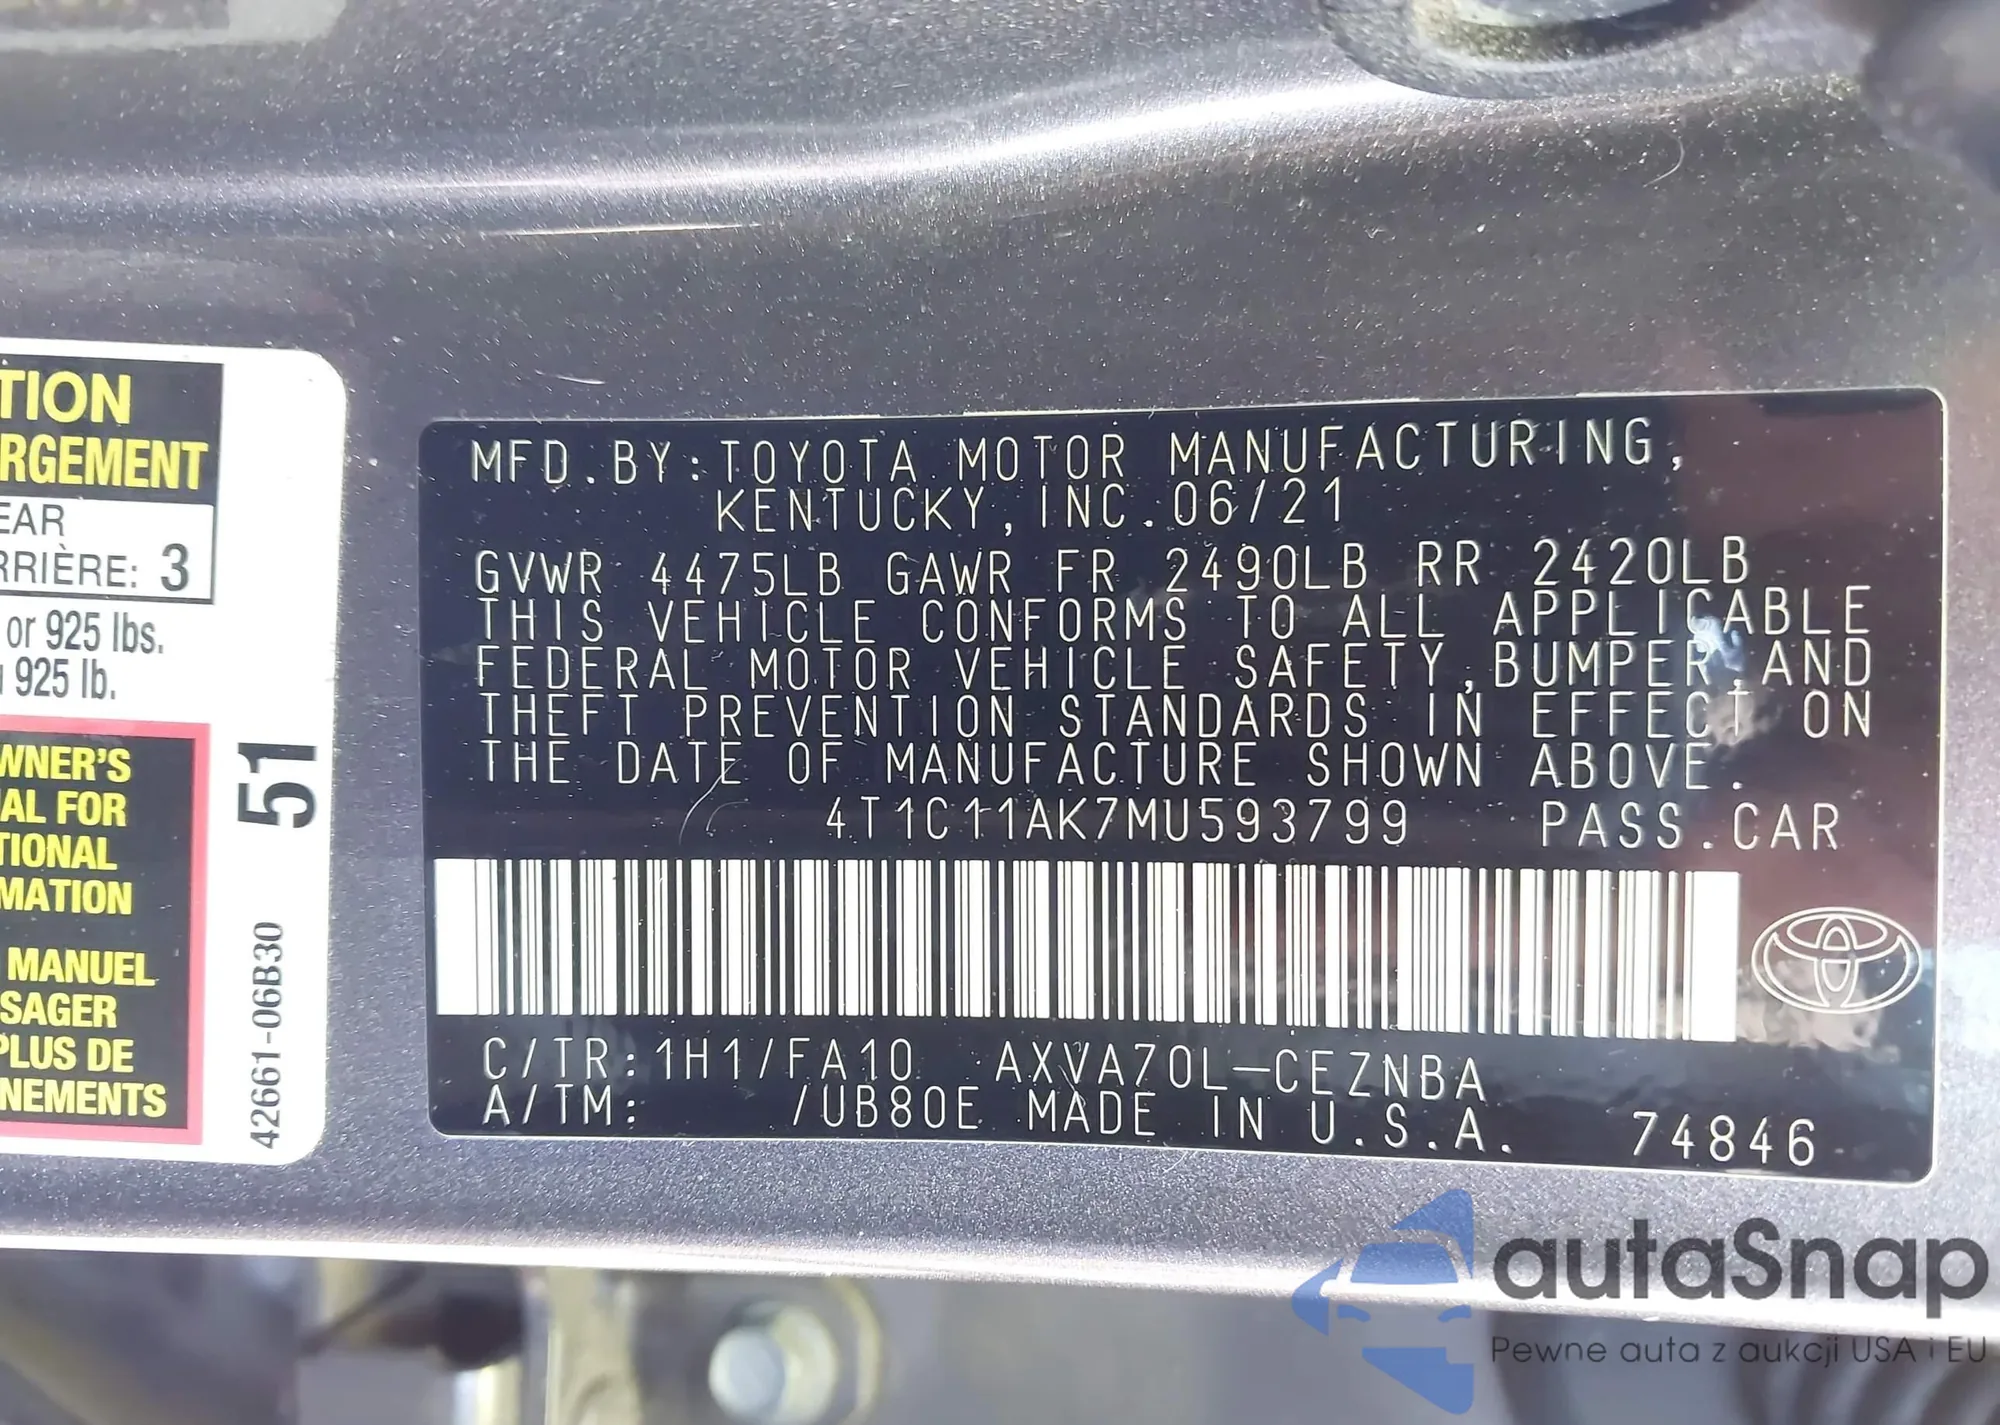 TION
RGEMENT
EAR
RRIÈRE: 3
or 925 lbs.
925 lb.
WNER'S
AL FOR
TIONAL
MATION
MANUEL
SAGER
PLUS DE
NEMENTS
51
42661-06B30
MFD.BY:TOYOTA MOTOR MANUFACTURING,
KENTUCKY,INC.06/21
GVWR 4475LB GAWR FR 2490LB RR 2420LB
THIS VEHICLE CONFORMS TO ALL APPLICABLE
FEDERAL MOTOR VEHICLE SAFETY,BUMPER,AND
THEFT PREVENTION STANDARDS IN EFFECT ON
THE DATE OF MANUFACTURE SHOWN ABOVE.
4T1C11AK7MU593799 PASS.CAR
C/TR:1H1/FA10 AXVA70L-CEZNBA
A/TM: /UB80E MADE IN U.S.A. 74846
autaSnap
Pewne auta z aukcji USA i EU